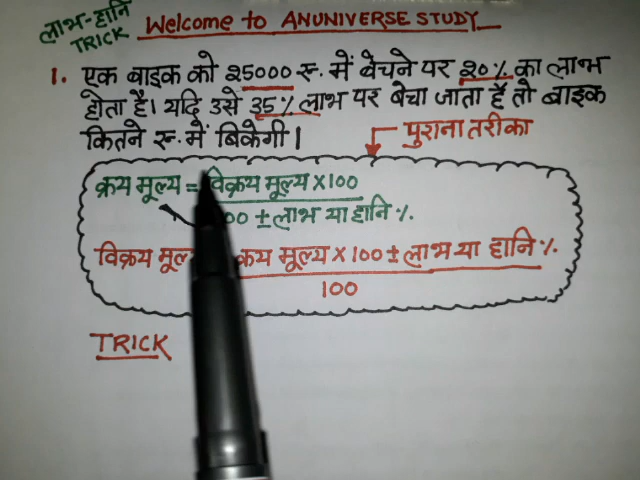 लाभ-हानि
TRICK
Welcome to ANUNIVERSE STUDY
1. एक बाइक को 25000 रु. में बेचने पर 20% का लाभ
होता है। यदि उसे 35% लाभ पर बेचा जाता है तो बाइक
कितने रु. में बिकेगी।
पुराना तरीका
क्रय मूल्य = विक्रय मूल्य X100
00 ± लाभ या हानि %.
विक्रय मूल्य क्रय मूल्य X 100 ± लाभ या हानि %.
100
TRICK